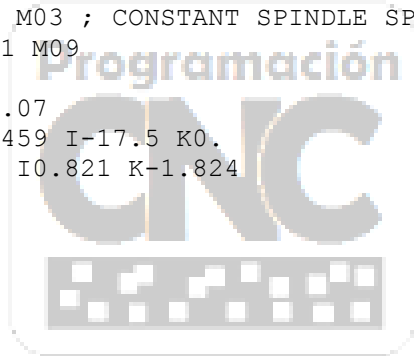 M03 ; CONSTANT SPINDLE SP
1 M09
Programación
.07
459 I-17.5 K0.
I0.821 K-1.824
CNC